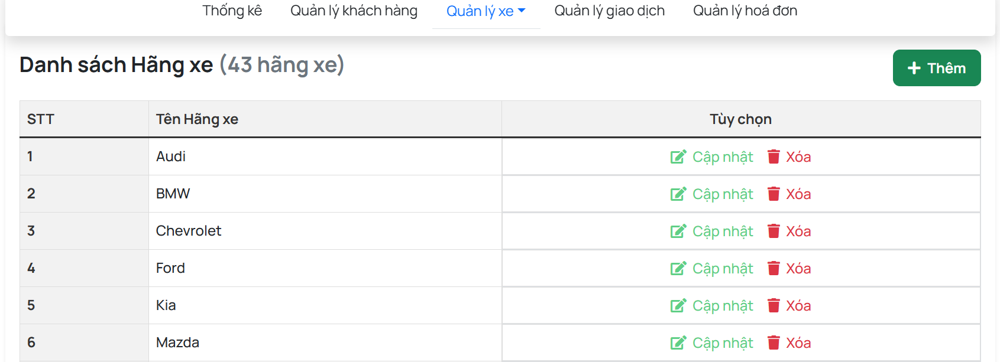 Thống kê Quản lý khách hàng Quản lý xe Quản lý giao dịch Quản lý hoá đơn
Danh sách Hãng xe (43 hãng xe) Thêm
STT Tên Hãng xe Tùy chọn
1 Audi Cập nhật Xóa
2 BMW Cập nhật Xóa
3 Chevrolet Cập nhật Xóa
4 Ford Cập nhật Xóa
5 Kia Cập nhật Xóa
6 Mazda Cập nhật Xóa